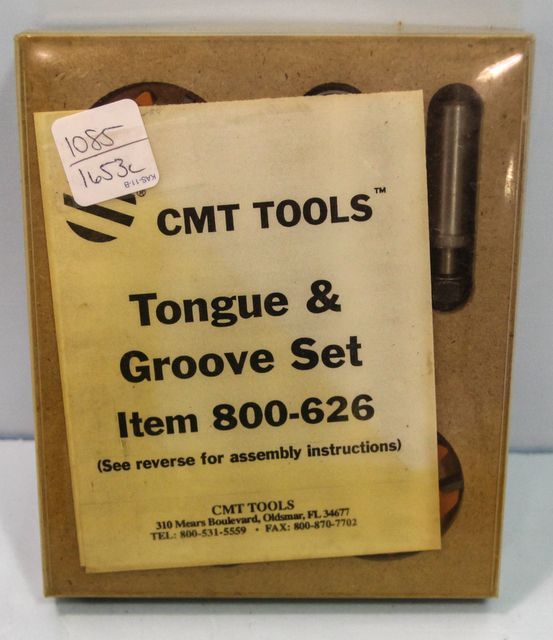 1085
1653c
KAS-11-B
®
CMT TOOLS™
Tongue &
Groove Set
Item 800-626
(See reverse for assembly instructions)
CMT TOOLS
310 Mears Boulevard, Oldsmar, FL 34677
TEL: 800-531-5559 • FAX: 800-870-7702